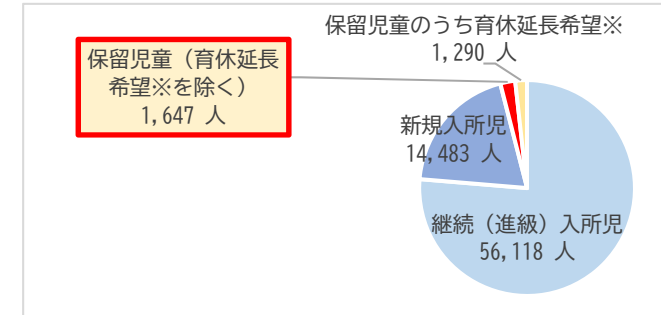 保留児童のうち育休延長希望※
1,290 人
保留児童（育休延長
希望※を除く）
1,647 人
新規入所児
14,483 人
継続（進級）入所児
56,118 人